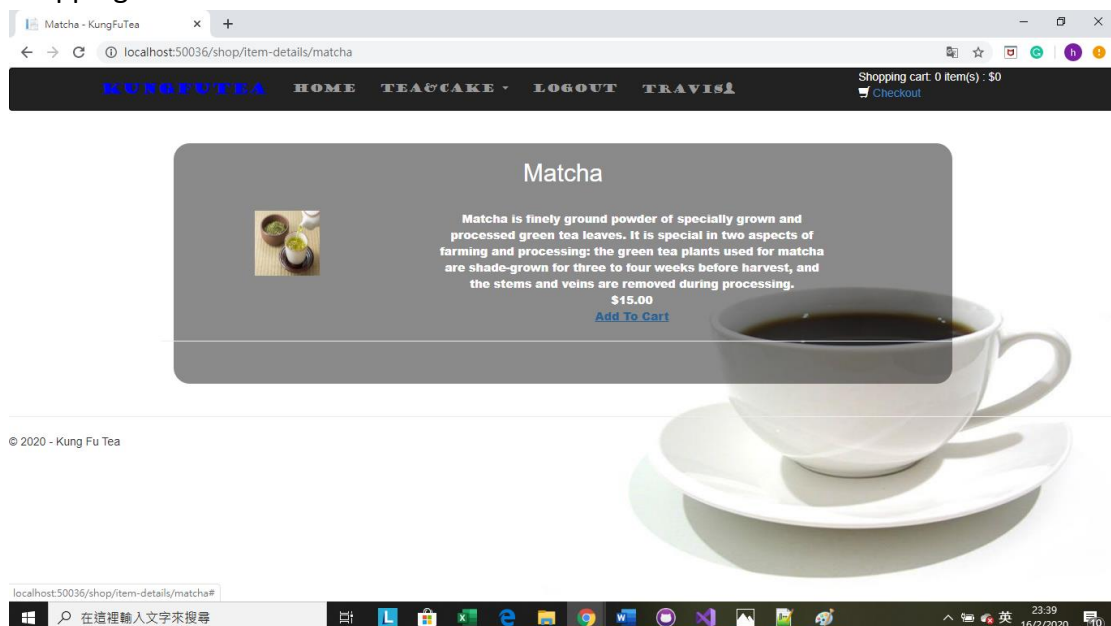 Matcha - KungFuTea
localhost:50036/shop/item-details/matcha
KUNGFUTEA HOME TEA&CAKE LOGOUT TRAVIS
Shopping cart: 0 item(s) : $0
Checkout
Matcha
Matcha is finely ground powder of specially grown and
processed green tea leaves. It is special in two aspects of
farming and processing: the green tea plants used for matcha
are shade-grown for three to four weeks before harvest, and
the stems and veins are removed during processing.
$15.00
Add To Cart
© 2020 - Kung Fu Tea
localhost:50036/shop/item-details/matcha#
在這裡輸入文字來搜尋
英
23:39
16/2/2020